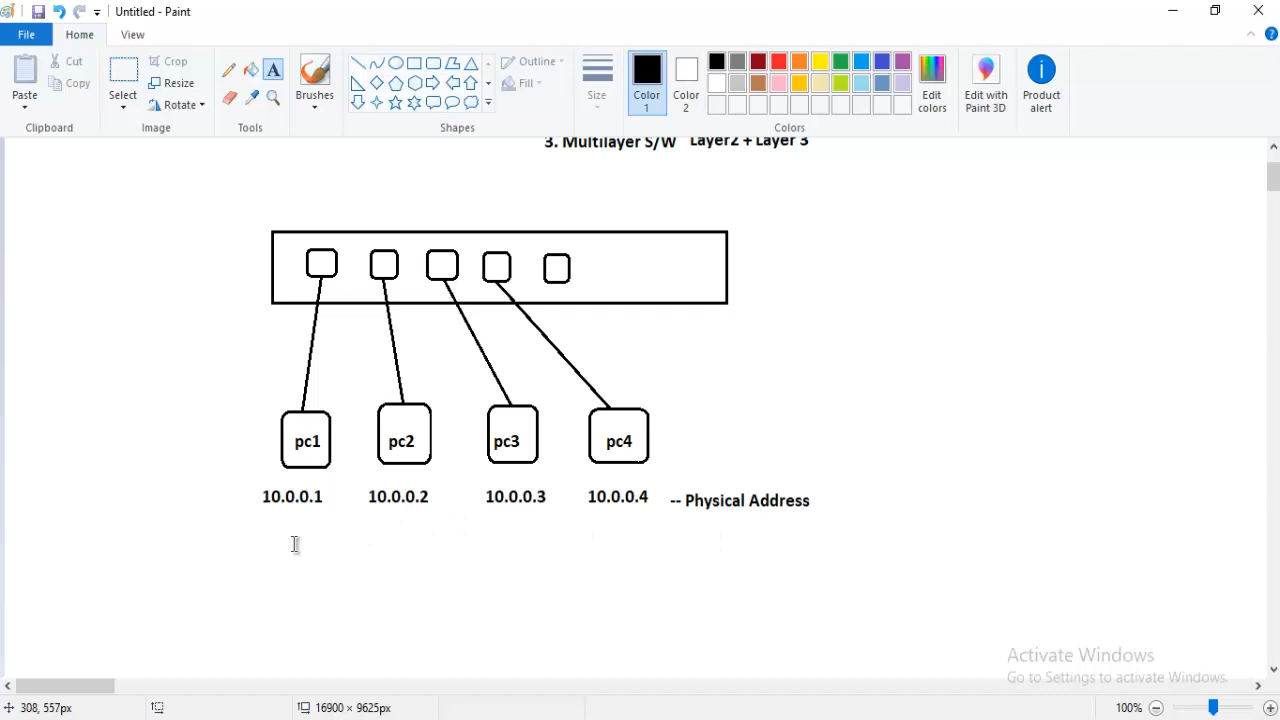 Untitled - Paint
File Home View
Paste
Cut
Copy
Clipboard
Select
Crop
Resize
Rotate
Image
A
Tools
Brushes
Outline
Fill
Shapes
Size
Color 1
Color 2
Edit colors
Colors
Edit with Paint 3D
Product alert
3. Multilayer S/W Layer2 + Layer 3
pc1 pc2 pc3 pc4
10.0.0.1 10.0.0.2 10.0.0.3 10.0.0.4 -- Physical Address
Activate Windows
Go to Settings to activate Windows.
308, 557px 16900 × 9625px 100%